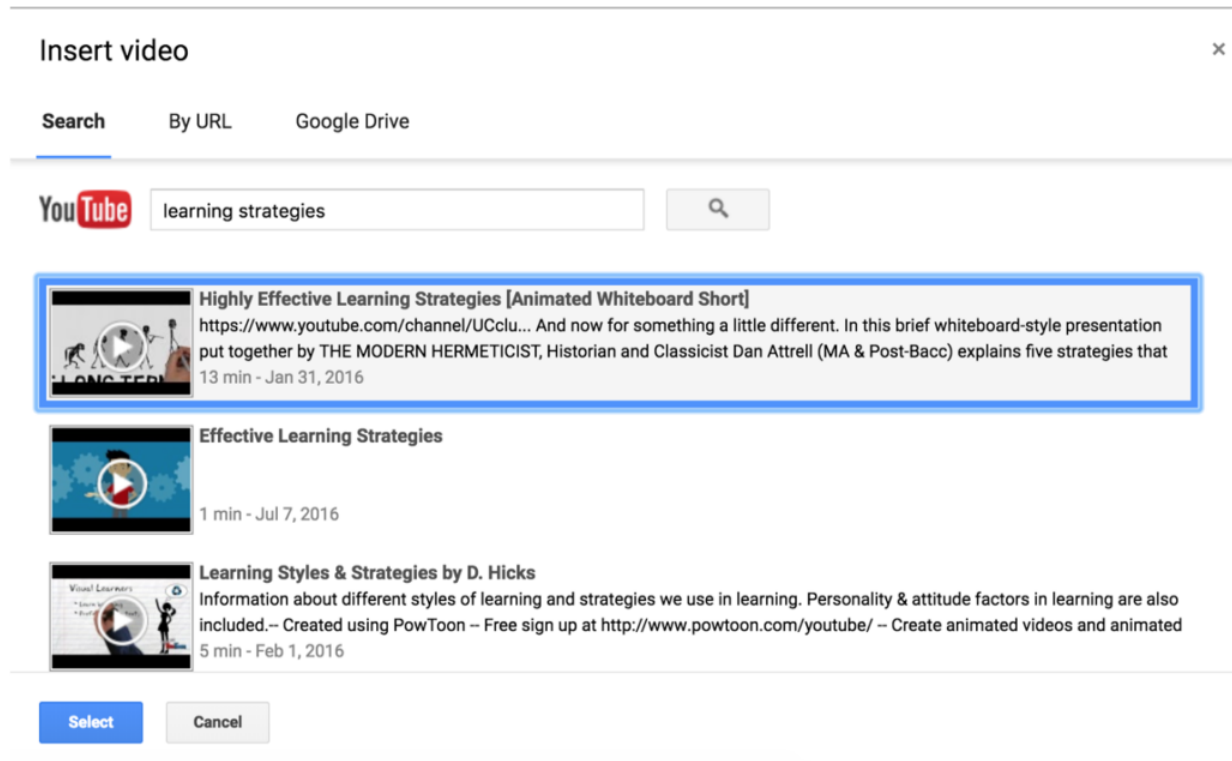 Insert video
×
Search By URL Google Drive
YouTube learning strategies
Highly Effective Learning Strategies [Animated Whiteboard Short]
https://www.youtube.com/channel/UCclu... And now for something a little different. In this brief whiteboard-style presentation
put together by THE MODERN HERMETICIST, Historian and Classicist Dan Attrell (MA & Post-Bacc) explains five strategies that
13 min - Jan 31, 2016
Effective Learning Strategies
1 min - Jul 7, 2016
Visual Learners
Learning Styles & Strategies by D. Hicks
Information about different styles of learning and strategies we use in learning. Personality & attitude factors in learning are also
included.-- Created using PowToon -- Free sign up at http://www.powtoon.com/youtube/ -- Create animated videos and animated
5 min - Feb 1, 2016
Select Cancel